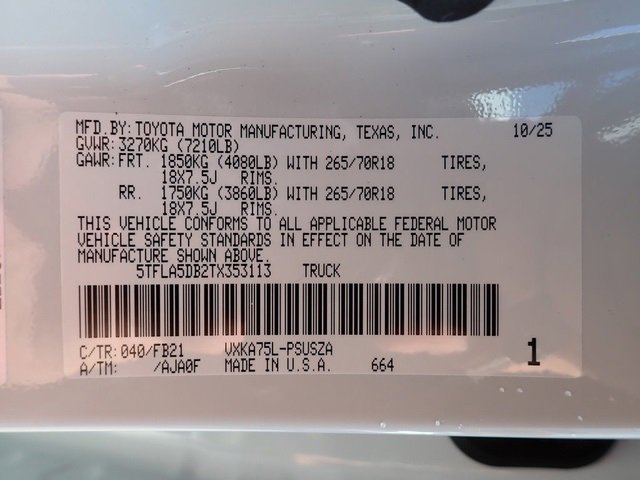 MFD.BY:TOYOTA MOTOR MANUFACTURING, TEXAS, INC. 10/25
GVWR:3270KG (7210LB)
GAWR:FRT. 1850KG (4080LB) WITH 265/70R18 TIRES,
18X7.5J RIMS.
RR. 1750KG (3860LB) WITH 265/70R18 TIRES,
18X7.5J RIMS.
THIS VEHICLE CONFORMS TO ALL APPLICABLE FEDERAL MOTOR
VEHICLE SAFETY STANDARDS IN EFFECT ON THE DATE OF
MANUFACTURE SHOWN ABOVE.
5TFLA5DB2TX353113 TRUCK
C/TR:040/FB21 VXKA75L-PSUSZA 1
A/TM: /AJA0F MADE IN U.S.A. 664